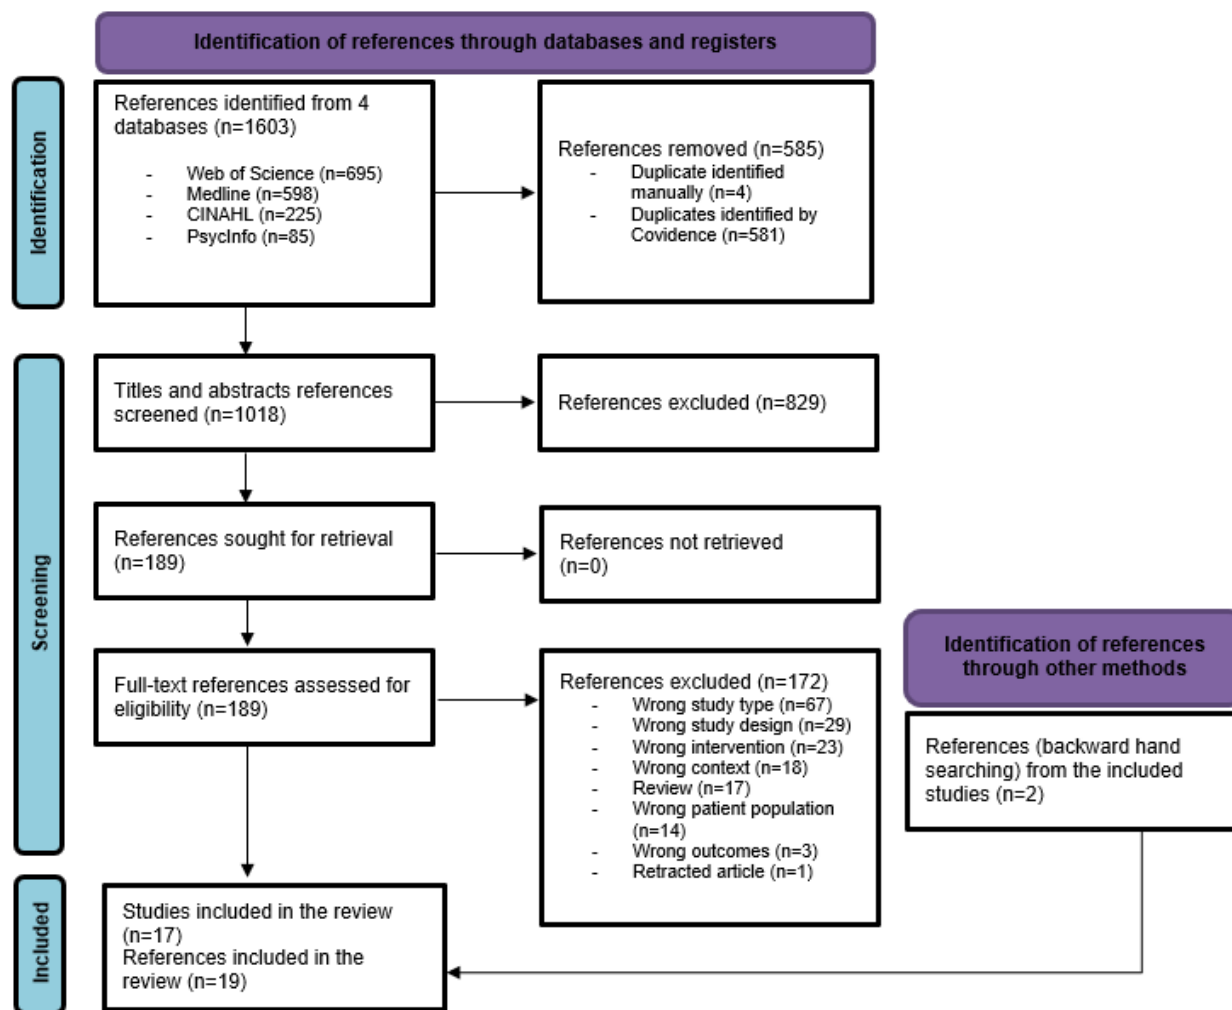 Identification of references through databases and registers
Identification
References identified from 4
databases (n=1603)
- Web of Science (n=695)
- Medline (n=598)
- CINAHL (n=225)
- PsycInfo (n=85)
References removed (n=585)
- Duplicate identified
manually (n=4)
- Duplicates identified by
Covidence (n=581)
Screening
Titles and abstracts references
screened (n=1018)
References excluded (n=829)
References sought for retrieval
(n=189)
References not retrieved
(n=0)
Full-text references assessed for
eligibility (n=189)
References excluded (n=172)
- Wrong study type (n=67)
- Wrong study design (n=29)
- Wrong intervention (n=23)
- Wrong context (n=18)
- Review (n=17)
- Wrong patient population
(n=14)
- Wrong outcomes (n=3)
- Retracted article (n=1)
Identification of references
through other methods
References (backward hand
searching) from the included
studies (n=2)
Included
Studies included in the review
(n=17)
References included in the
review (n=19)